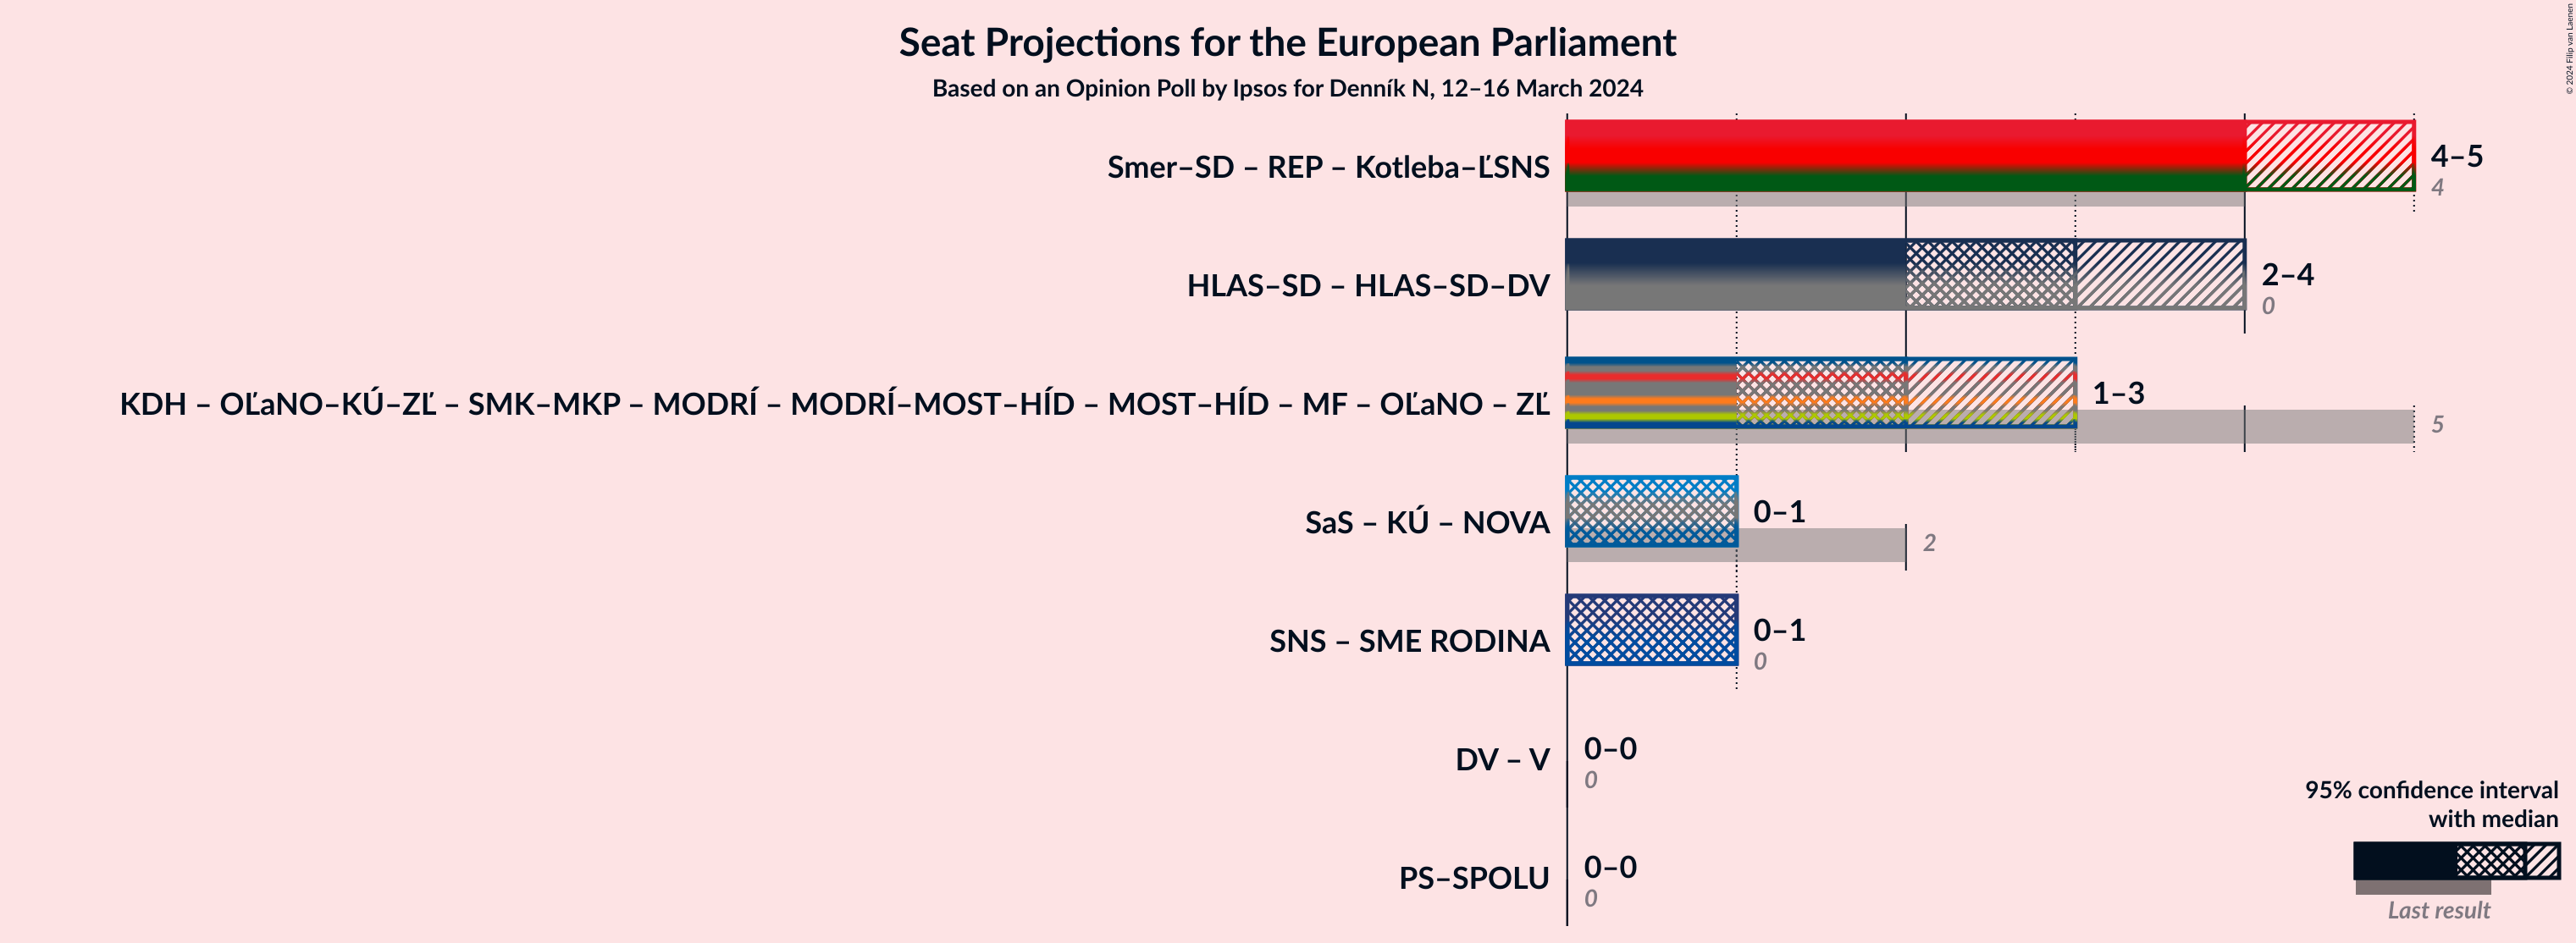 Seat Projections for the European Parliament
Based on an Opinion Poll by Ipsos for Denník N, 12–16 March 2024
© 2024 Filip van Laenen
Smer–SD – REP – Kotleba–ĽSNS
4–5
4
HLAS–SD – HLAS–SD–DV
2–4
0
KDH – OĽaNO–KÚ–ZĽ – SMK–MKP – MODRÍ – MODRÍ–MOST–HÍD – MOST–HÍD – MF – OĽaNO – ZĽ
1–3
5
SaS – KÚ – NOVA
0–1
2
SNS – SME RODINA
0–1
0
DV – V
0–0
0
PS–SPOLU
0–0
0
95% confidence interval
with median
Last result